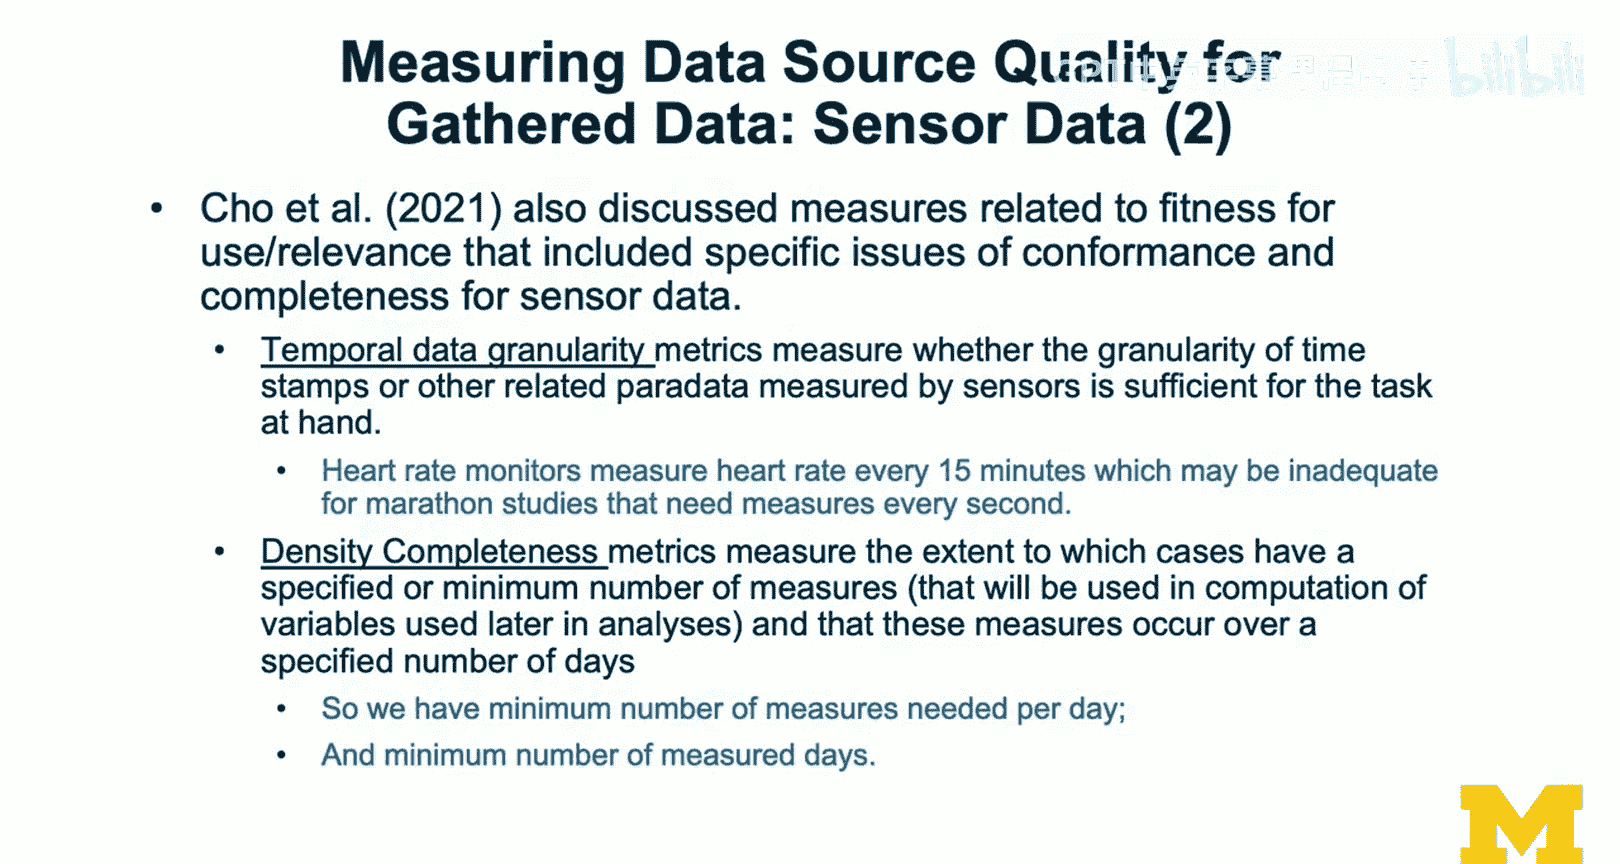 Measuring Data Source Quality for
Gathered Data: Sensor Data (2)
• Cho et al. (2021) also discussed measures related to fitness for
use/relevance that included specific issues of conformance and
completeness for sensor data.
• Temporal data granularity metrics measure whether the granularity of time
stamps or other related paradata measured by sensors is sufficient for the task
at hand.
• Heart rate monitors measure heart rate every 15 minutes which may be inadequate
for marathon studies that need measures every second.
• Density Completeness metrics measure the extent to which cases have a
specified or minimum number of measures (that will be used in computation of
variables used later in analyses) and that these measures occur over a
specified number of days
• So we have minimum number of measures needed per day;
• And minimum number of measured days.
bilibili
M